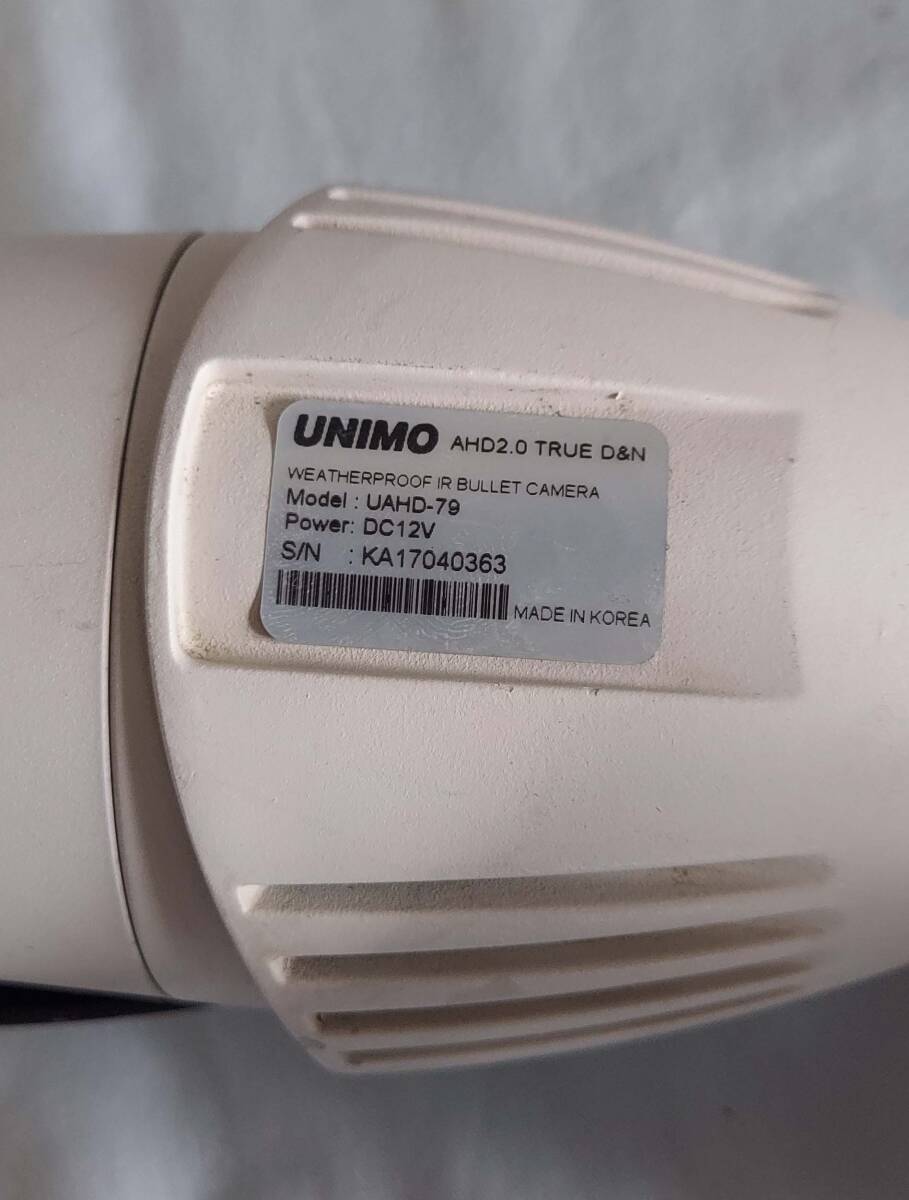 UNIMO AHD2.0 TRUE D&N
WEATHERPROOF IR BULLET CAMERA
Model : UAHD-79
Power: DC12V
S/N : KA17040363
MADE IN KOREA